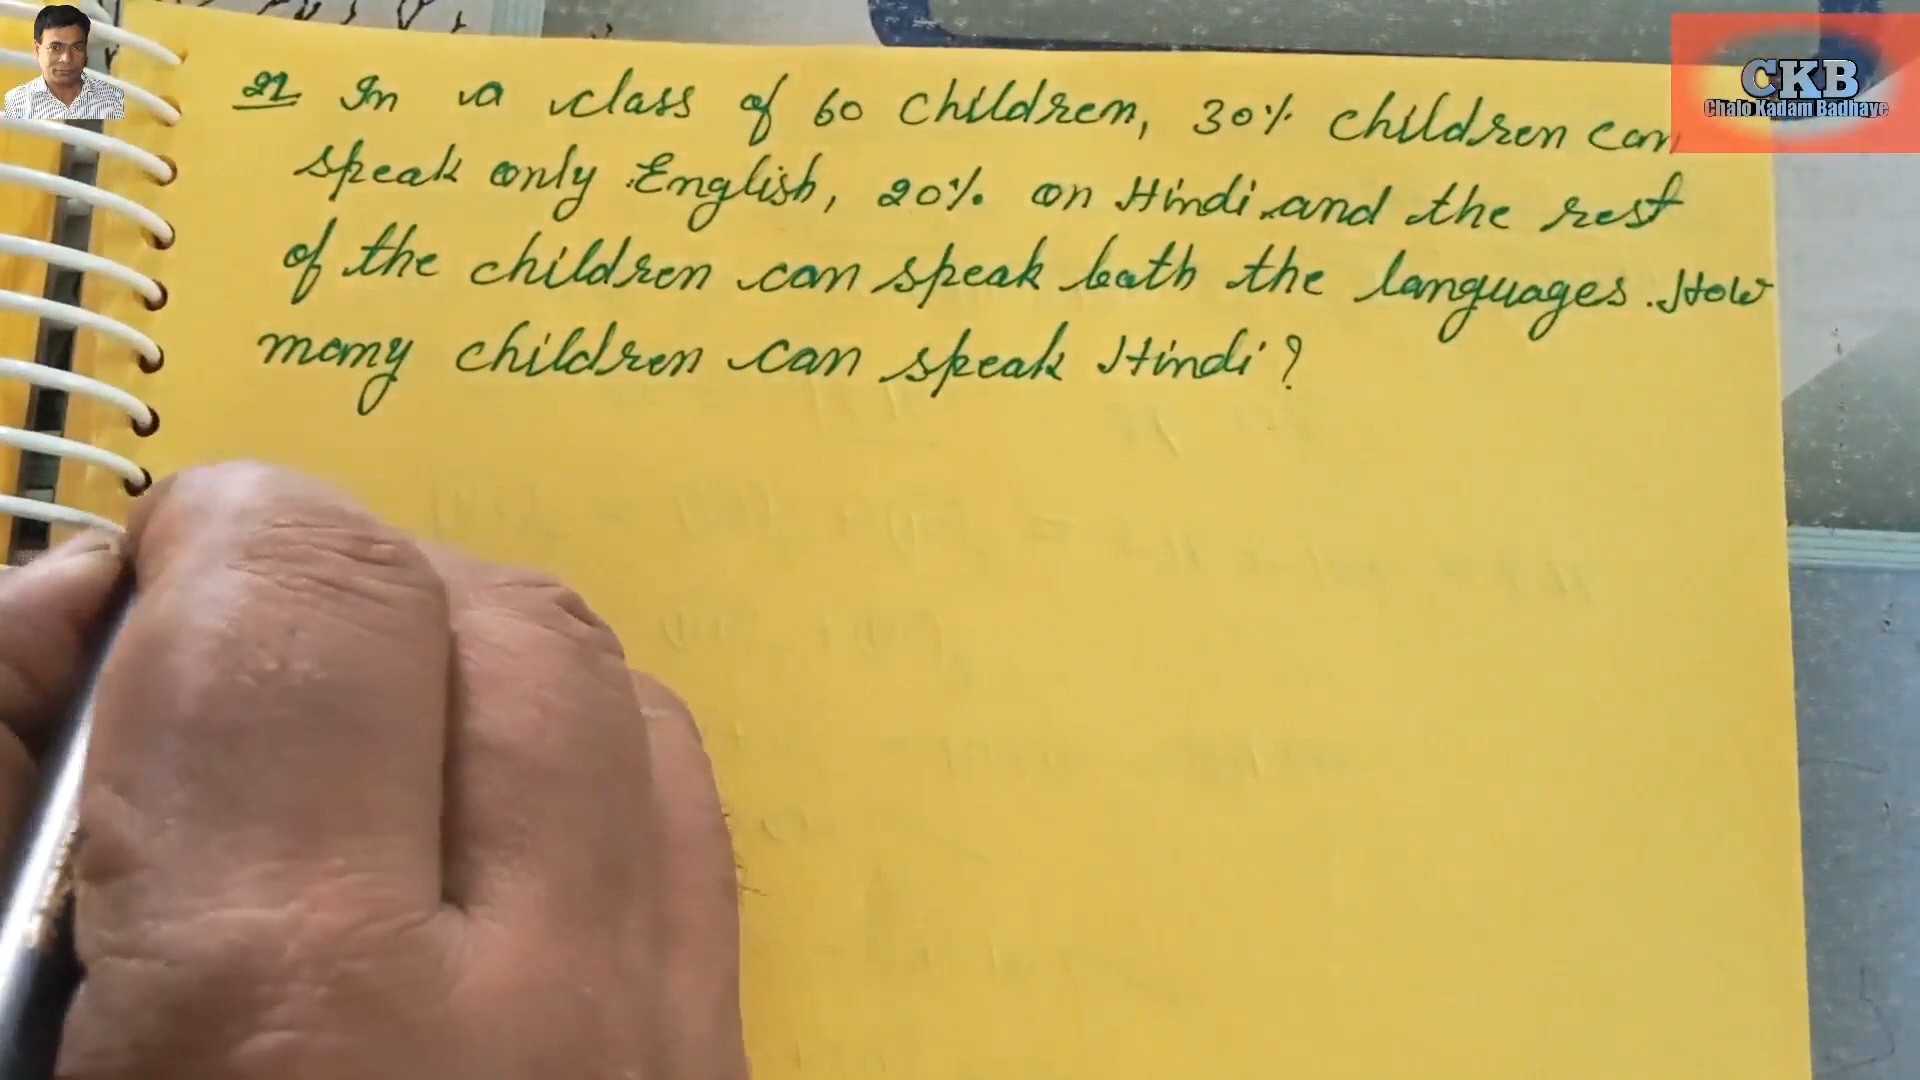 CKB
Chalo Kadam Badhaye
21 In a class of 60 children, 30% children can
speak only English, 20% on Hindi and the rest
of the children can speak both the languages. How
many children can speak Hindi?